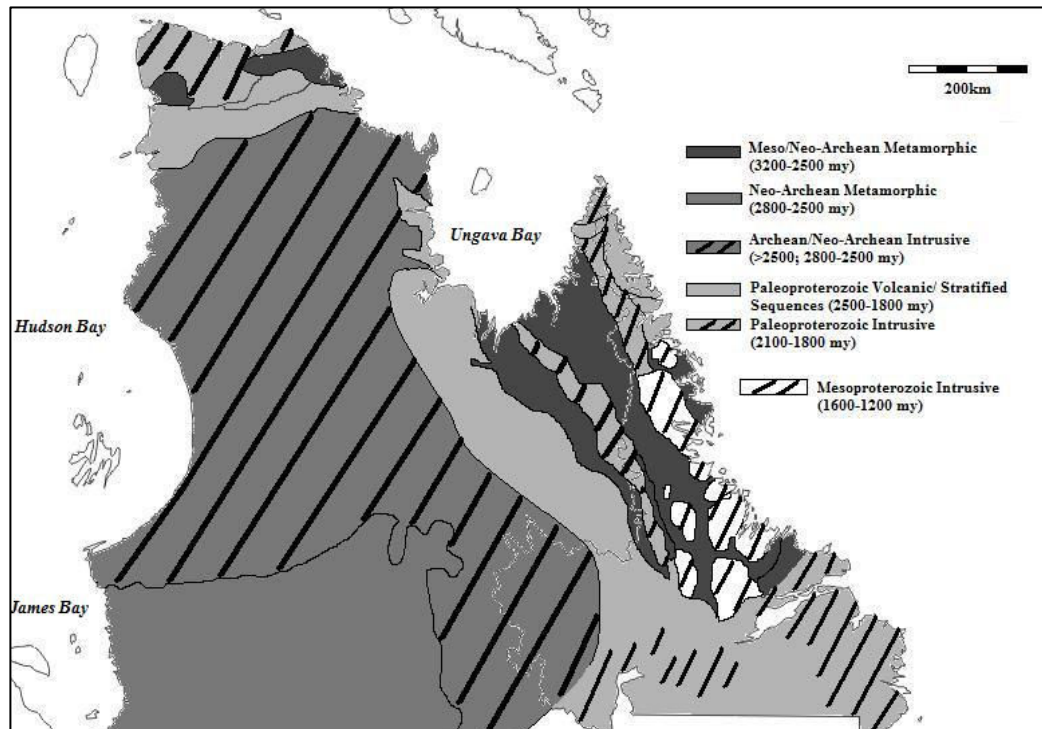 200km
Meso/Neo-Archean Metamorphic
(3200-2500 my)
Neo-Archean Metamorphic
(2800-2500 my)
Ungava Bay
Archean/Neo-Archean Intrusive
(>2500; 2800-2500 my)
Paleoproterozoic Volcanic/ Stratified
Sequences (2500-1800 my)
Hudson Bay
Paleoproterozoic Intrusive
(2100-1800 my)
Mesoproterozoic Intrusive
(1600-1200 my)
James Bay